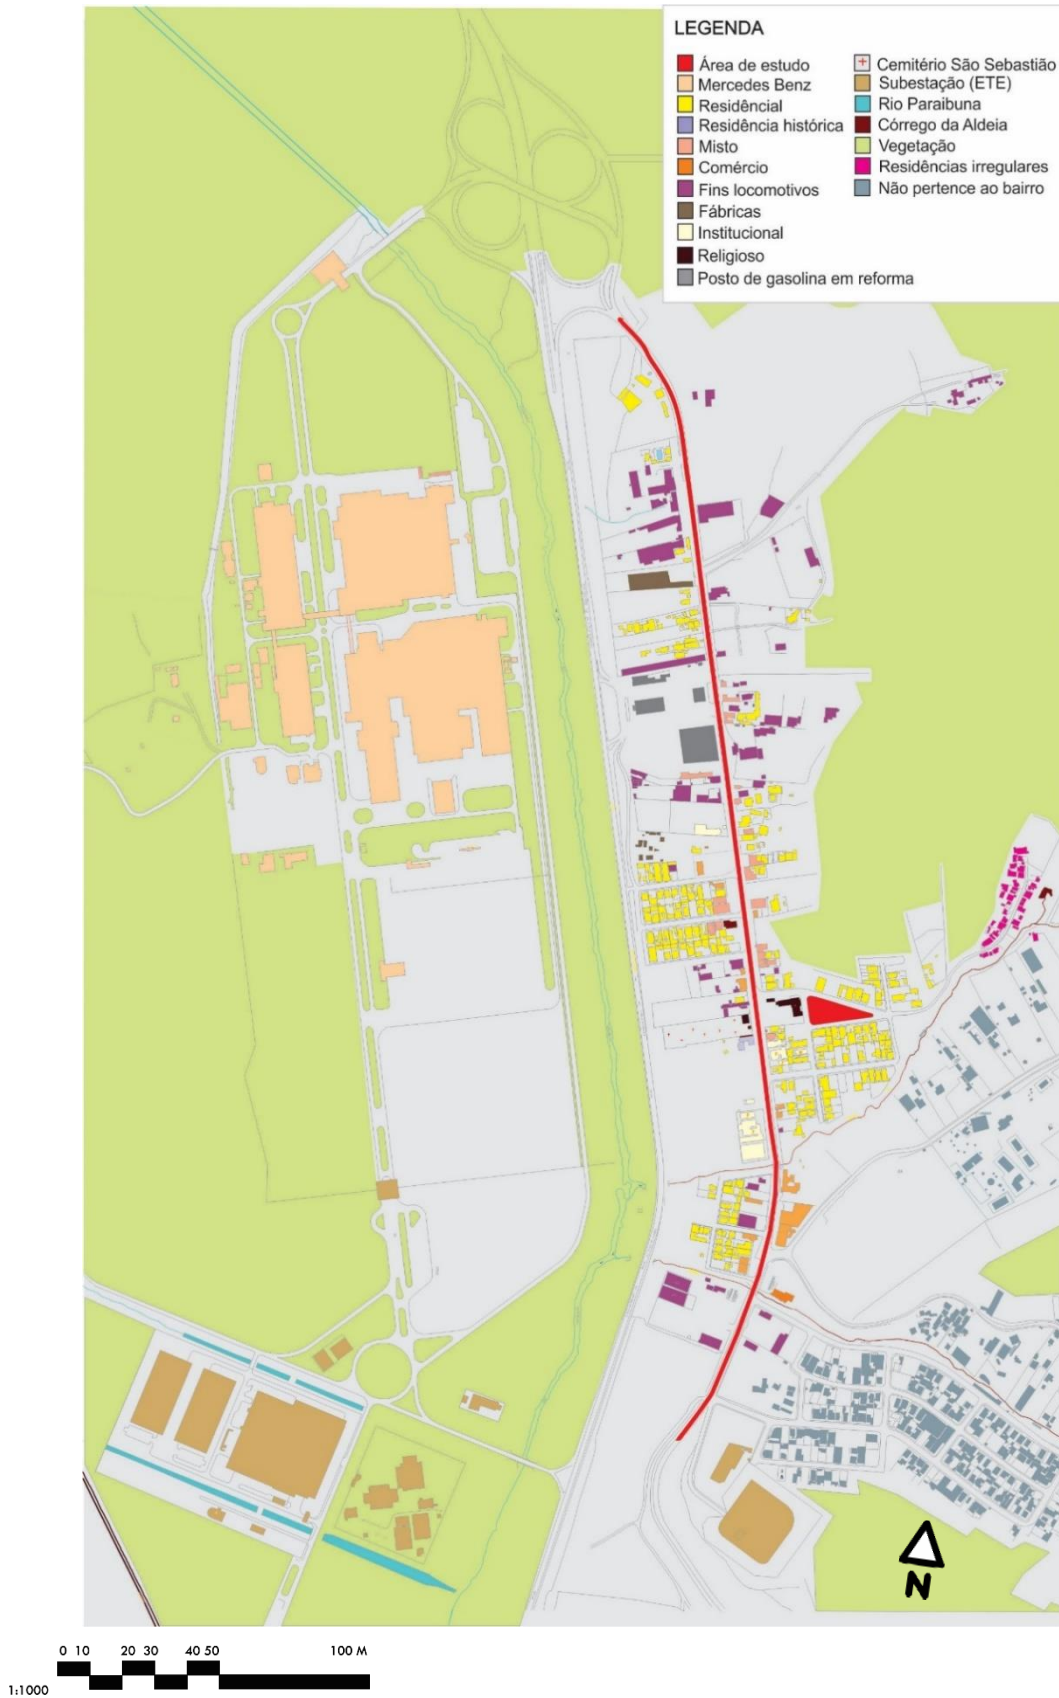 LEGENDA
Área de estudo
Mercedes Benz
Residêncial
Residência histórica
Misto
Comércio
Fins locomotivos
Fábricas
Institucional
Religioso
Posto de gasolina em reforma
Cemitério São Sebastião
Subestação (ETE)
Rio Paraibuna
Córrego da Aldeia
Vegetação
Residências irregulares
Não pertence ao bairro
N
0 10 20 30 40 50 100 M
1:1000